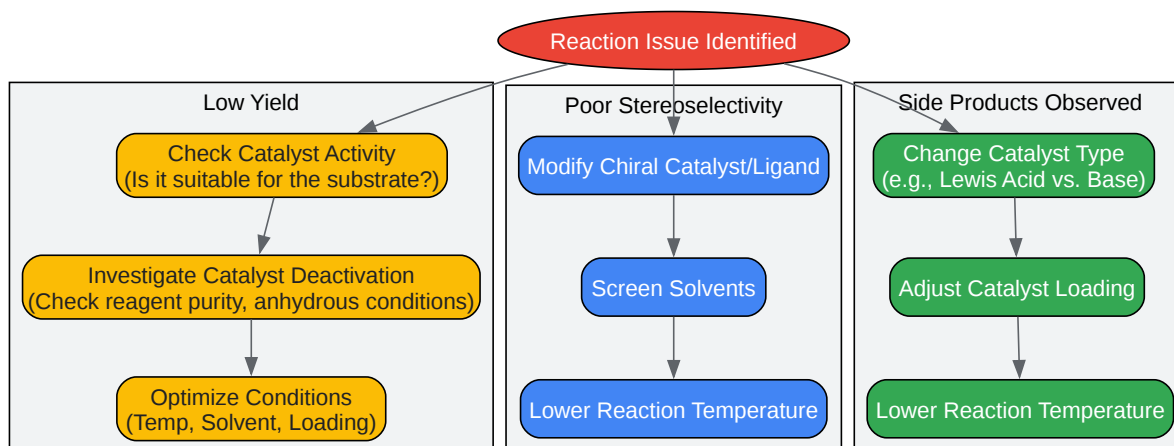 Reaction Issue Identified
Low Yield
Check Catalyst Activity
(Is it suitable for the substrate?)
Investigate Catalyst Deactivation
(Check reagent purity, anhydrous conditions)
Optimize Conditions
(Temp, Solvent, Loading)
Poor Stereoselectivity
Modify Chiral Catalyst/Ligand
Screen Solvents
Lower Reaction Temperature
Side Products Observed
Change Catalyst Type
(e.g., Lewis Acid vs. Base)
Adjust Catalyst Loading
Lower Reaction Temperature